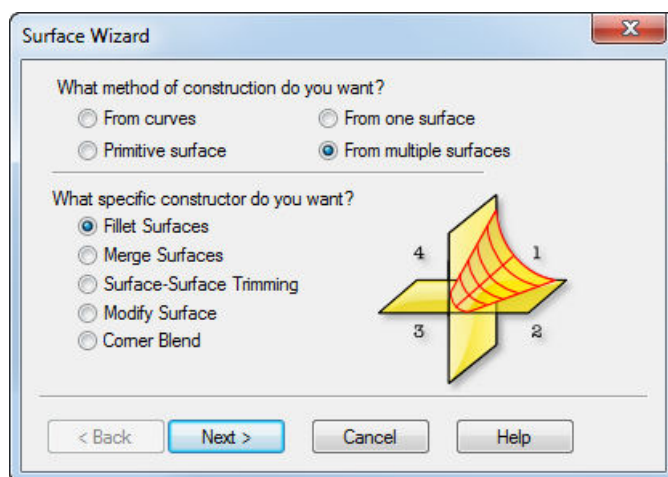 Surface Wizard
What method of construction do you want?
From curves
From one surface
Primitive surface
From multiple surfaces
What specific constructor do you want?
Fillet Surfaces
Merge Surfaces
Surface-Surface Trimming
Modify Surface
Corner Blend
4 1
3 2
< Back Next > Cancel Help